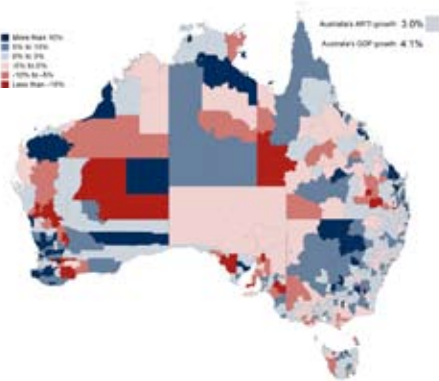 Australia's ARTI growth 3.0%
Australia's GDP growth 4.1%
More than 10%
5% to 10%
0% to 5%
-5% to 0%
-10% to -5%
Less than -10%